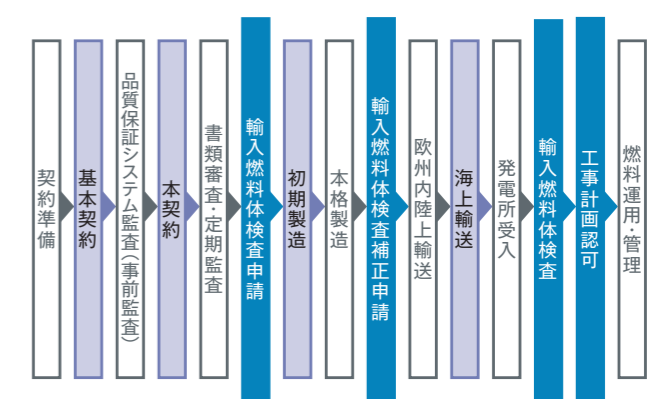 契約準備
基本契約
品質保証システム監査(事前監査)
本契約
書類審査・定期監査
輸入燃料体検査申請
初期製造
本格製造
輸入燃料体検査補正申請
欧州内陸上輸送
海上輸送
発電所受入
輸入燃料体検査
工事計画認可
燃料運用・管理